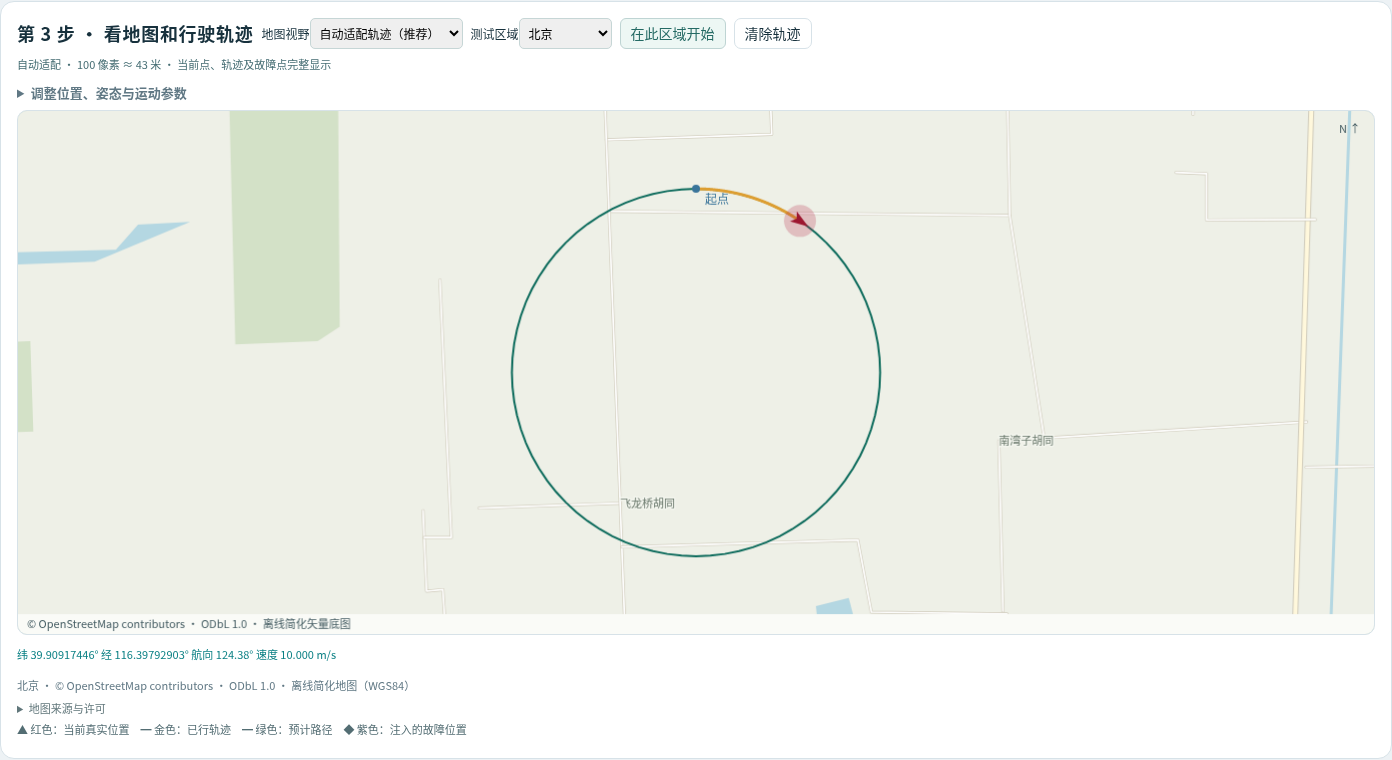 第 3 步 · 看地图和行驶轨迹 地图视野 自动适配轨迹（推荐） 测试区域 北京 在此区域开始 清除轨迹
自动适配 · 100 像素 ≈ 43 米 · 当前点、轨迹及故障点完整显示
▶ 调整位置、姿态与运动参数
N ↑
起点
南湾子胡同
飞龙桥胡同
© OpenStreetMap contributors · ODbL 1.0 · 离线简化矢量底图
纬 39.90917446° 经 116.39792903° 航向 124.38° 速度 10.000 m/s
北京 · © OpenStreetMap contributors · ODbL 1.0 · 离线简化地图（WGS84）
▶ 地图来源与许可
▲ 红色：当前真实位置 — 金色：已行轨迹 — 绿色：预计路径 ◆ 紫色：注入的故障位置